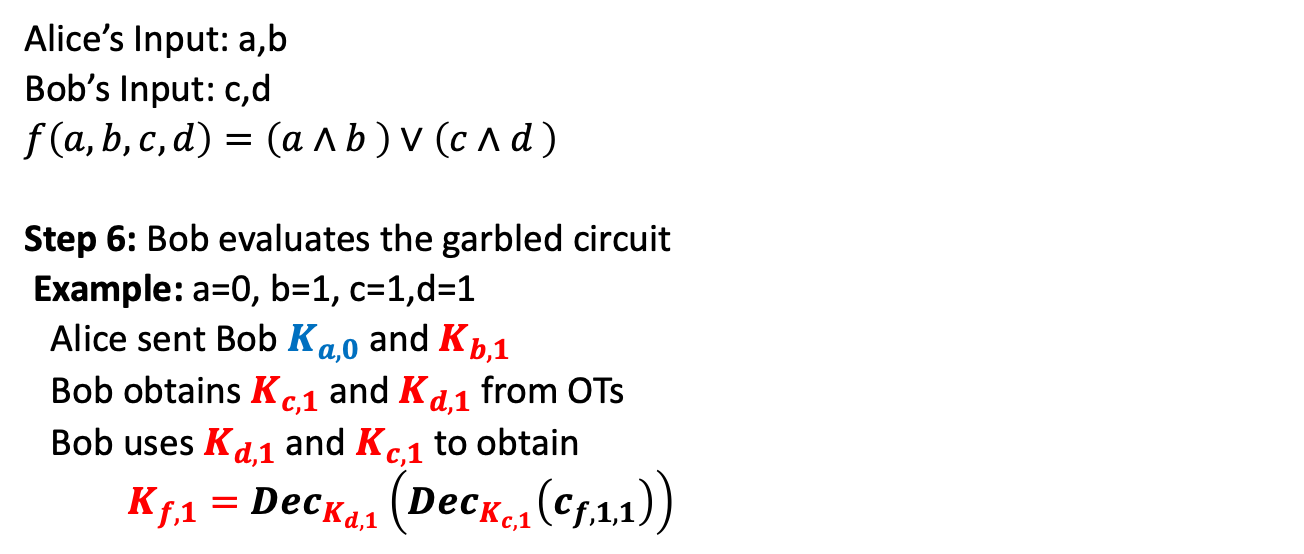 Alice’s Input: a,b
Bob’s Input: c,d
f(a, b, c, d) = (a ∧ b ) ∨ (c ∧ d )
Step 6: Bob evaluates the garbled circuit
Example: a=0, b=1, c=1,d=1
Alice sent Bob K_{a,0} and K_{b,1}
Bob obtains K_{c,1} and K_{d,1} from OTs
Bob uses K_{d,1} and K_{c,1} to obtain
K_{f,1} = Dec_{K_{d,1}} (Dec_{K_{c,1}} (c_{f,1,1}))